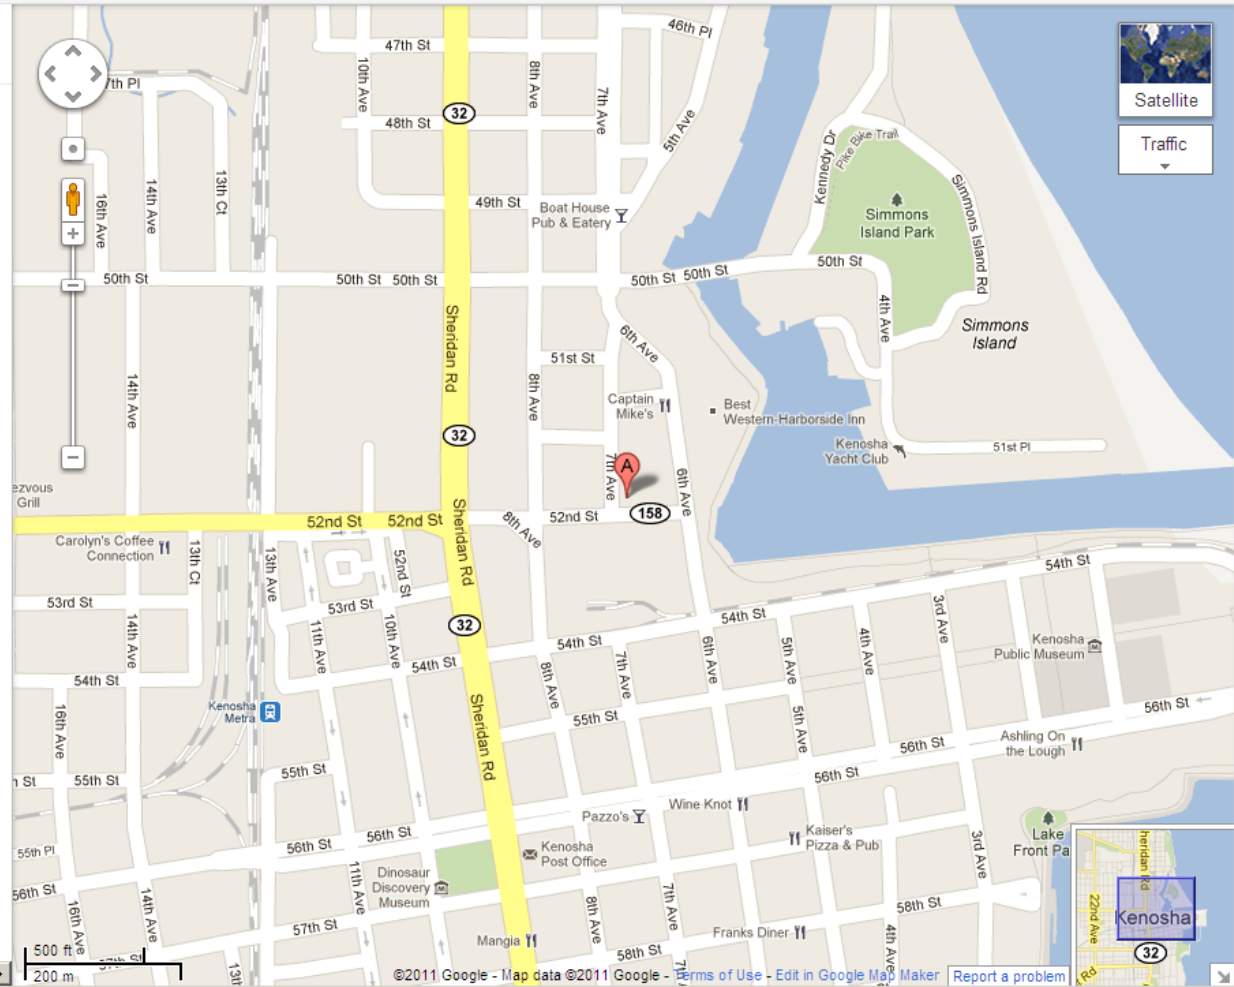 46th Pl
47th St
7th Pl
10th Ave
8th Ave
7th Ave
32
48th St
5th Ave
Kennedy Dr
Pike Bike Trail
Satellite
Traffic
16th Ave
14th Ave
13th Ct
49th St
Boat House
Pub & Eatery
Simmons
Island Park
Simmons Island Rd
50th St
50th St
50th St
50th St
50th St
50th St
4th Ave
Simmons
Island
Sheridan Rd
6th Ave
51st St
14th Ave
8th Ave
Captain
Mike's
Best
Western-Harborside Inn
32
Kenosha
Yacht Club
51st Pl
7th Ave
A
6th Ave
ezvous
Grill
52nd St
52nd St
Sheridan Rd
8th Ave
52nd St
158
Carolyn's Coffee
Connection
13th Ct
13th Ave
52nd St
54th St
53rd St
53rd St
32
54th St
3rd Ave
14th Ave
11th Ave
10th Ave
54th St
54th St
54th St
8th Ave
7th Ave
6th Ave
5th Ave
4th Ave
Kenosha
Public Museum
Kenosha
Metra
16th Ave
Sheridan Rd
55th St
5th Ave
56th St
56th St
Ashling On
the Lough
n St
55th St
55th St
56th St
Wine Knot
Pazzo's
55th Pl
56th St
56th St
Kaiser's
Pizza & Pub
Kenosha
Post Office
3rd Ave
Lake
Front Pa
Dinosaur
Discovery
Museum
56th St
16th Ave
14th Ave
11th Ave
57th St
8th Ave
7th Ave
58th St
4th Ave
Franks Diner
Mangia
58th St
13th
7th
heridan Rd
22nd Ave
Kenosha
32
Rd
500 ft
200 m
©2011 Google - Map data ©2011 Google - Terms of Use - Edit in Google Map Maker
Report a problem